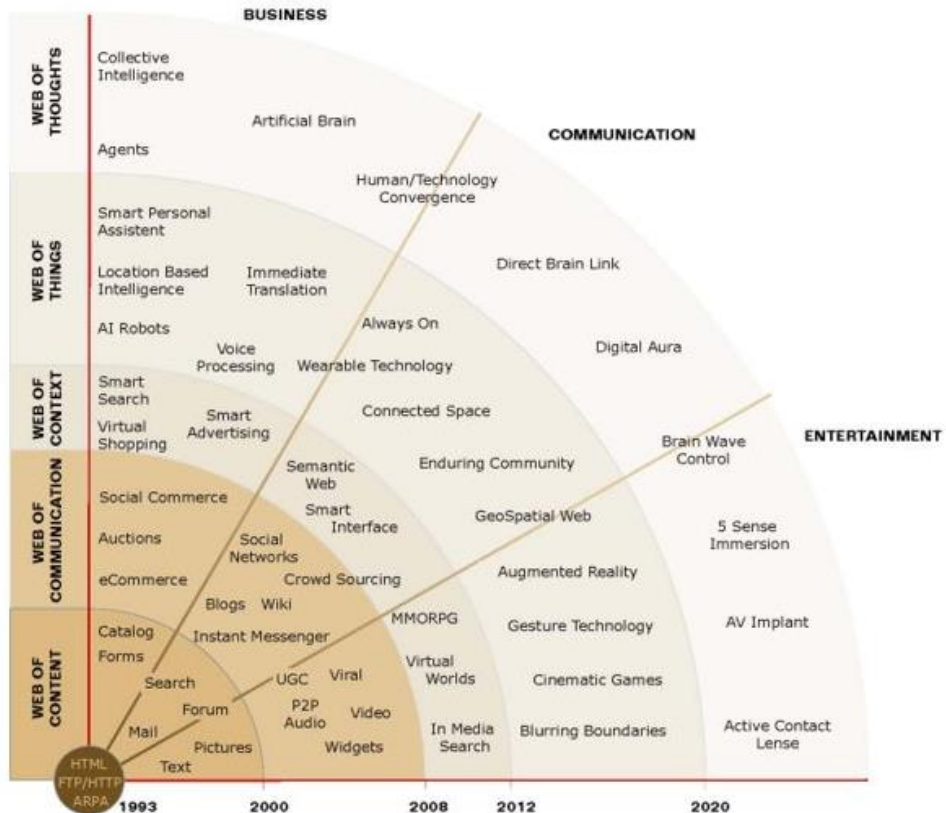 BUSINESS
COMMUNICATION
ENTERTAINMENT
WEB OF
THOUGHTS
Collective
Intelligence
Artificial Brain
Agents
Human/Technology
Convergence
Direct Brain Link
Digital Aura
Brain Wave
Control
5 Sense
Immersion
AV Implant
Active Contact
Lense
WEB OF
THINGS
Smart Personal
Assistent
Location Based
Intelligence
Immediate
Translation
AI Robots
Voice
Processing
Always On
Wearable Technology
Connected Space
Enduring Community
GeoSpatial Web
Augmented Reality
Gesture Technology
Cinematic Games
Blurring Boundaries
WEB OF
CONTEXT
Smart
Search
Virtual
Shopping
Smart
Advertising
Semantic
Web
Smart
Interface
MMORPG
Virtual
Worlds
In Media
Search
WEB OF
COMMUNICATION
Social Commerce
Auctions
eCommerce
Social
Networks
Crowd Sourcing
Blogs Wiki
Instant Messenger
UGC Viral
P2P
Audio
Video
Widgets
WEB OF
CONTENT
Catalog
Forms
Search
Forum
Mail
Pictures
Text
HTML
FTP/HTTP
ARPA
1993 2000 2008 2012 2020